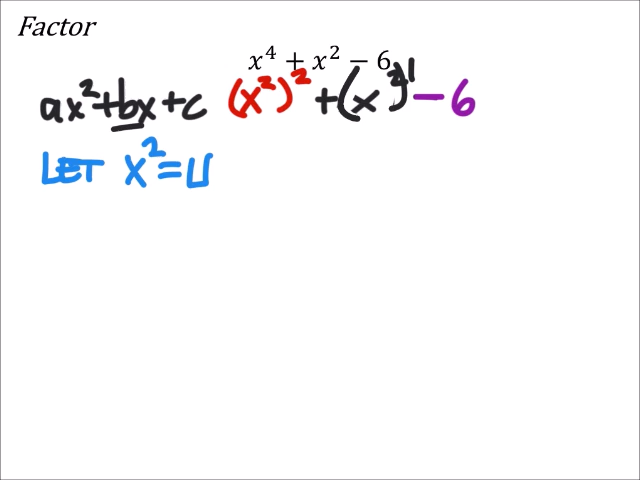 Factor
x⁴ + x² − 6
ax²+bx+c (x²)² +(x²)¹ − 6
LET x² = u